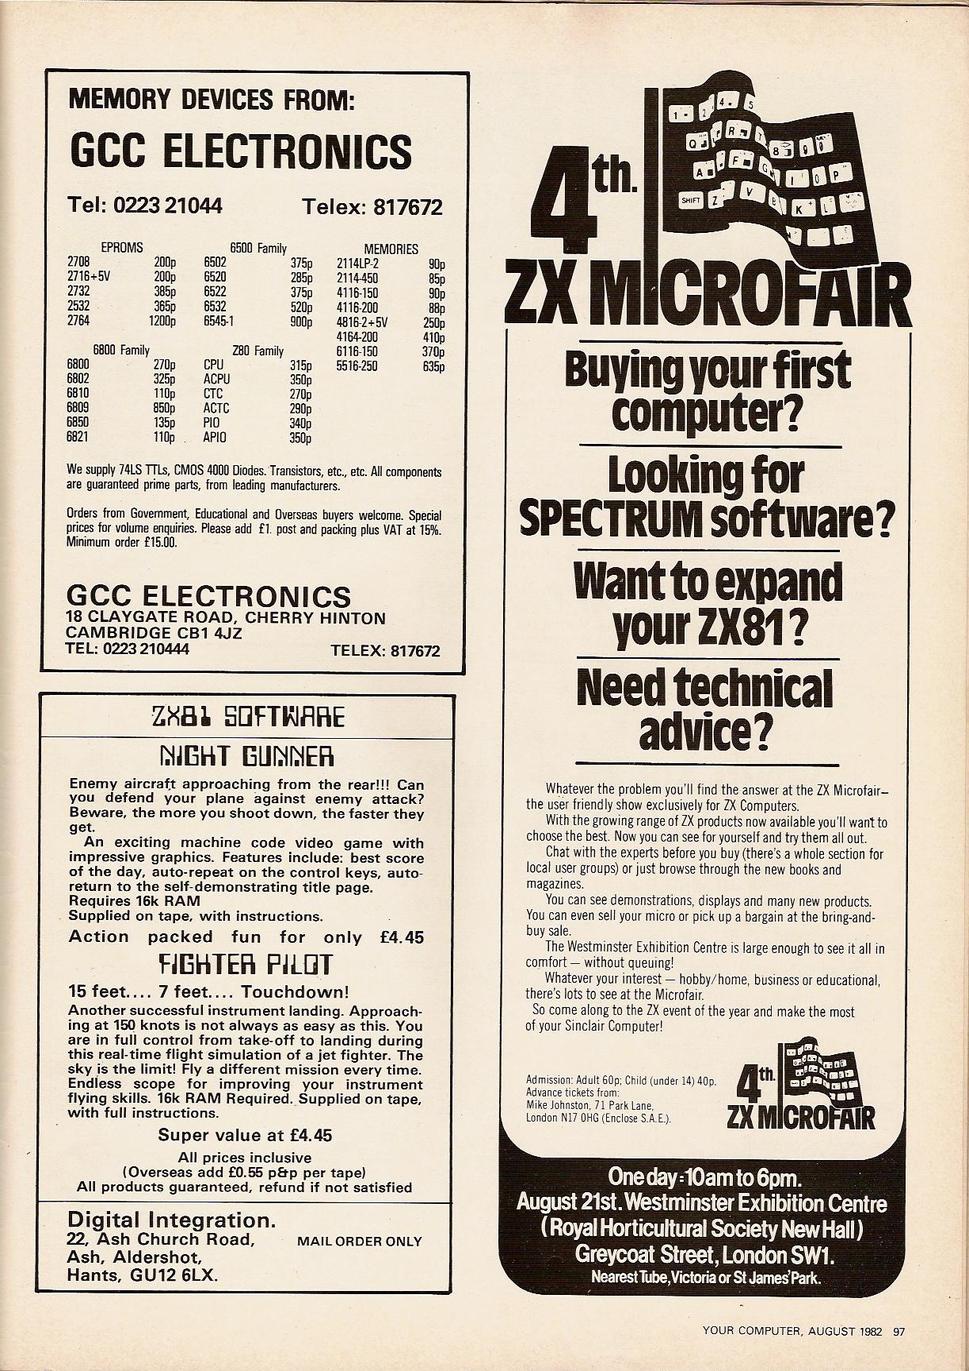 MEMORY DEVICES FROM:
GCC ELECTRONICS
Tel: 0223 21044 Telex: 817672
EPROMS
2708 200p
2716+5V 200p
2732 385p
2532 365p
2764 1200p
6500 Family
6502 375p
6520 285p
6522 375p
6532 520p
6545-1 900p
MEMORIES
2114LP-2 90p
2114-450 85p
4116-150 90p
4116-200 88p
4816-2+5V 250p
4164-200 410p
6116-150 370p
5516-250 635p
6800 Family
6800 270p
6802 325p
6810 110p
6809 850p
6850 135p
6821 110p
Z80 Family
CPU 315p
ACPU 350p
CTC 270p
ACTC 290p
PIO 340p
APIO 350p
We supply 74LS TTLs, CMOS 4000 Diodes. Transistors, etc., etc. All components
are guaranteed prime parts, from leading manufacturers.
Orders from Government, Educational and Overseas buyers welcome. Special
prices for volume enquiries. Please add £1. post and packing plus VAT at 15%.
Minimum order £15.00.
GCC ELECTRONICS
18 CLAYGATE ROAD, CHERRY HINTON
CAMBRIDGE CB1 4JZ
TEL: 0223 210444 TELEX: 817672
ZX81 SOFTWARE
NIGHT GUNNER
Enemy aircraft approaching from the rear!!! Can
you defend your plane against enemy attack?
Beware, the more you shoot down, the faster they
get.
An exciting machine code video game with
impressive graphics. Features include: best score
of the day, auto-repeat on the control keys, auto-
return to the self-demonstrating title page.
Requires 16k RAM
Supplied on tape, with instructions.
Action packed fun for only £4.45
FIGHTER PILOT
15 feet.... 7 feet.... Touchdown!
Another successful instrument landing. Approach-
ing at 150 knots is not always as easy as this. You
are in full control from take-off to landing during
this real-time flight simulation of a jet fighter. The
sky is the limit! Fly a different mission every time.
Endless scope for improving your instrument
flying skills. 16k RAM Required. Supplied on tape,
with full instructions.
Super value at £4.45
All prices inclusive
(Overseas add £0.55 p&p per tape)
All products guaranteed, refund if not satisfied
Digital Integration.
22, Ash Church Road, MAIL ORDER ONLY
Ash, Aldershot,
Hants, GU12 6LX.
4th.
ZX MICROFAIR
Buying your first
computer?
Looking for
SPECTRUM software?
Want to expand
your ZX81?
Need technical
advice?
Whatever the problem you'll find the answer at the ZX Microfair–
the user friendly show exclusively for ZX Computers.
With the growing range of ZX products now available you'll want to
choose the best. Now you can see for yourself and try them all out.
Chat with the experts before you buy (there's a whole section for
local user groups) or just browse through the new books and
magazines.
You can see demonstrations, displays and many new products.
You can even sell your micro or pick up a bargain at the bring-and-
buy sale.
The Westminster Exhibition Centre is large enough to see it all in
comfort — without queuing!
Whatever your interest — hobby/home, business or educational,
there's lots to see at the Microfair.
So come along to the ZX event of the year and make the most
of your Sinclair Computer!
Admission: Adult 60p; Child (under 14) 40p.
Advance tickets from:
Mike Johnston, 71 Park Lane,
London N17 0HG (Enclose S.A.E.).
4th.
ZX MICROFAIR
One day: 10am to 6pm.
August 21st. Westminster Exhibition Centre
(Royal Horticultural Society New Hall)
Greycoat Street, London SW1.
Nearest Tube, Victoria or St James' Park.
YOUR COMPUTER, AUGUST 1982 97